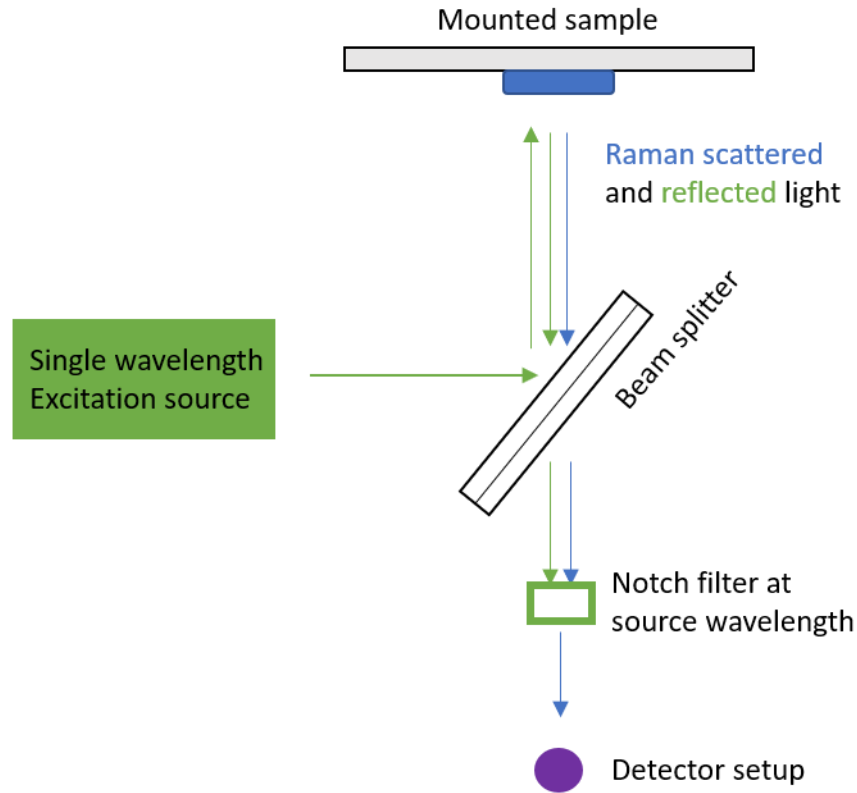 Mounted sample
Raman scattered
and reflected light
Single wavelength
Excitation source
Beam splitter
Notch filter at
source wavelength
Detector setup